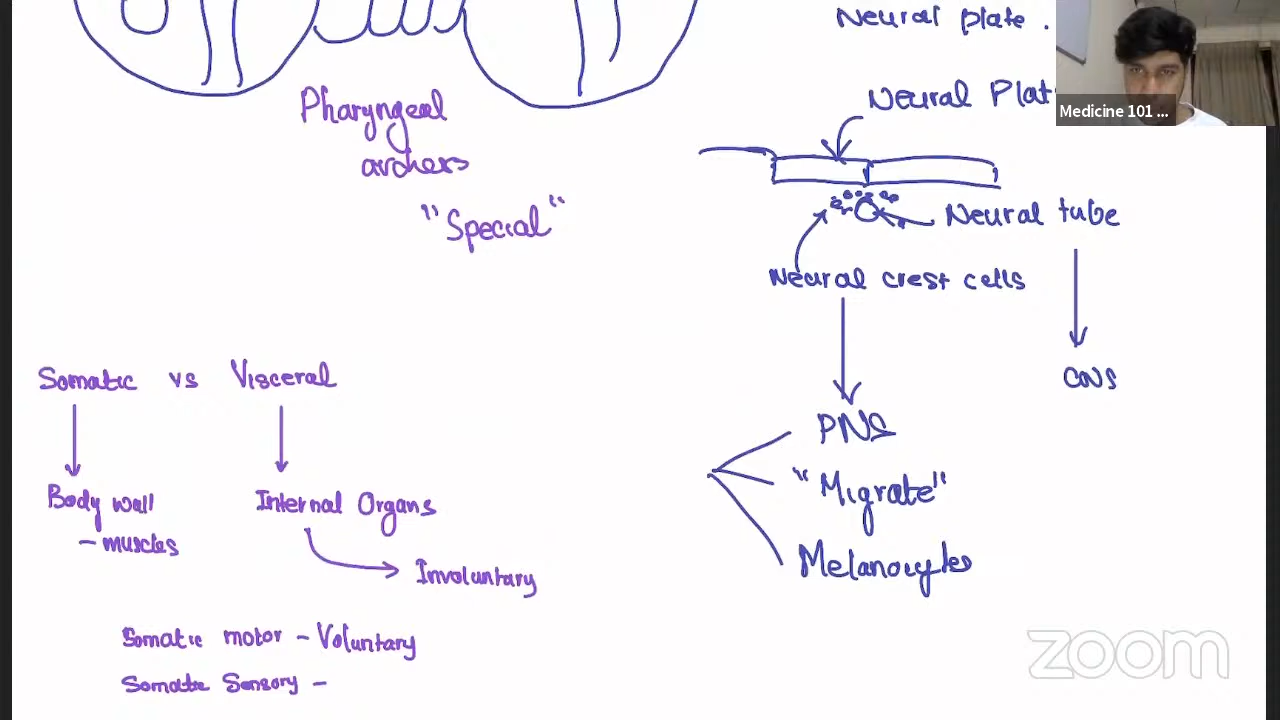 Neural plate.
Neural Plat
Medicine 101 ...
Pharyngeal
arches
"Special"
Neural tube
Neural crest cells
CNS
Somatic vs Visceral
PNS
"Migrate"
Melanocytes
Body wall
- muscles
Internal Organs
Involuntary
Somatic motor - Voluntary
Somatic Sensory -
zoom